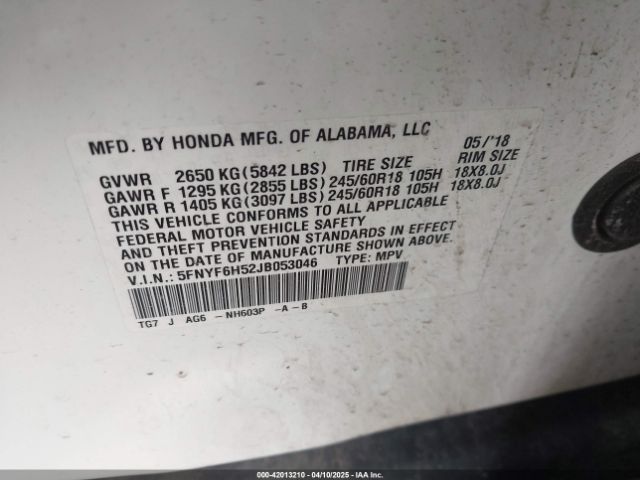 MFD. BY HONDA MFG. OF ALABAMA, LLC 05/'18
GVWR 2650 KG (5842 LBS) TIRE SIZE RIM SIZE
GAWR F 1295 KG (2855 LBS) 245/60R18 105H 18X8.0J
GAWR R 1405 KG (3097 LBS) 245/60R18 105H 18X8.0J
THIS VEHICLE CONFORMS TO ALL APPLICABLE
FEDERAL MOTOR VEHICLE SAFETY
AND THEFT PREVENTION STANDARDS IN EFFECT
ON THE DATE OF MANUFACTURE SHOWN ABOVE.
V.I.N.: 5FNYF6H52JB053046 TYPE: MPV
TG7 J AG6 - NH603P -A-B
000-42013210 - 04/10/2025 - IAA Inc.